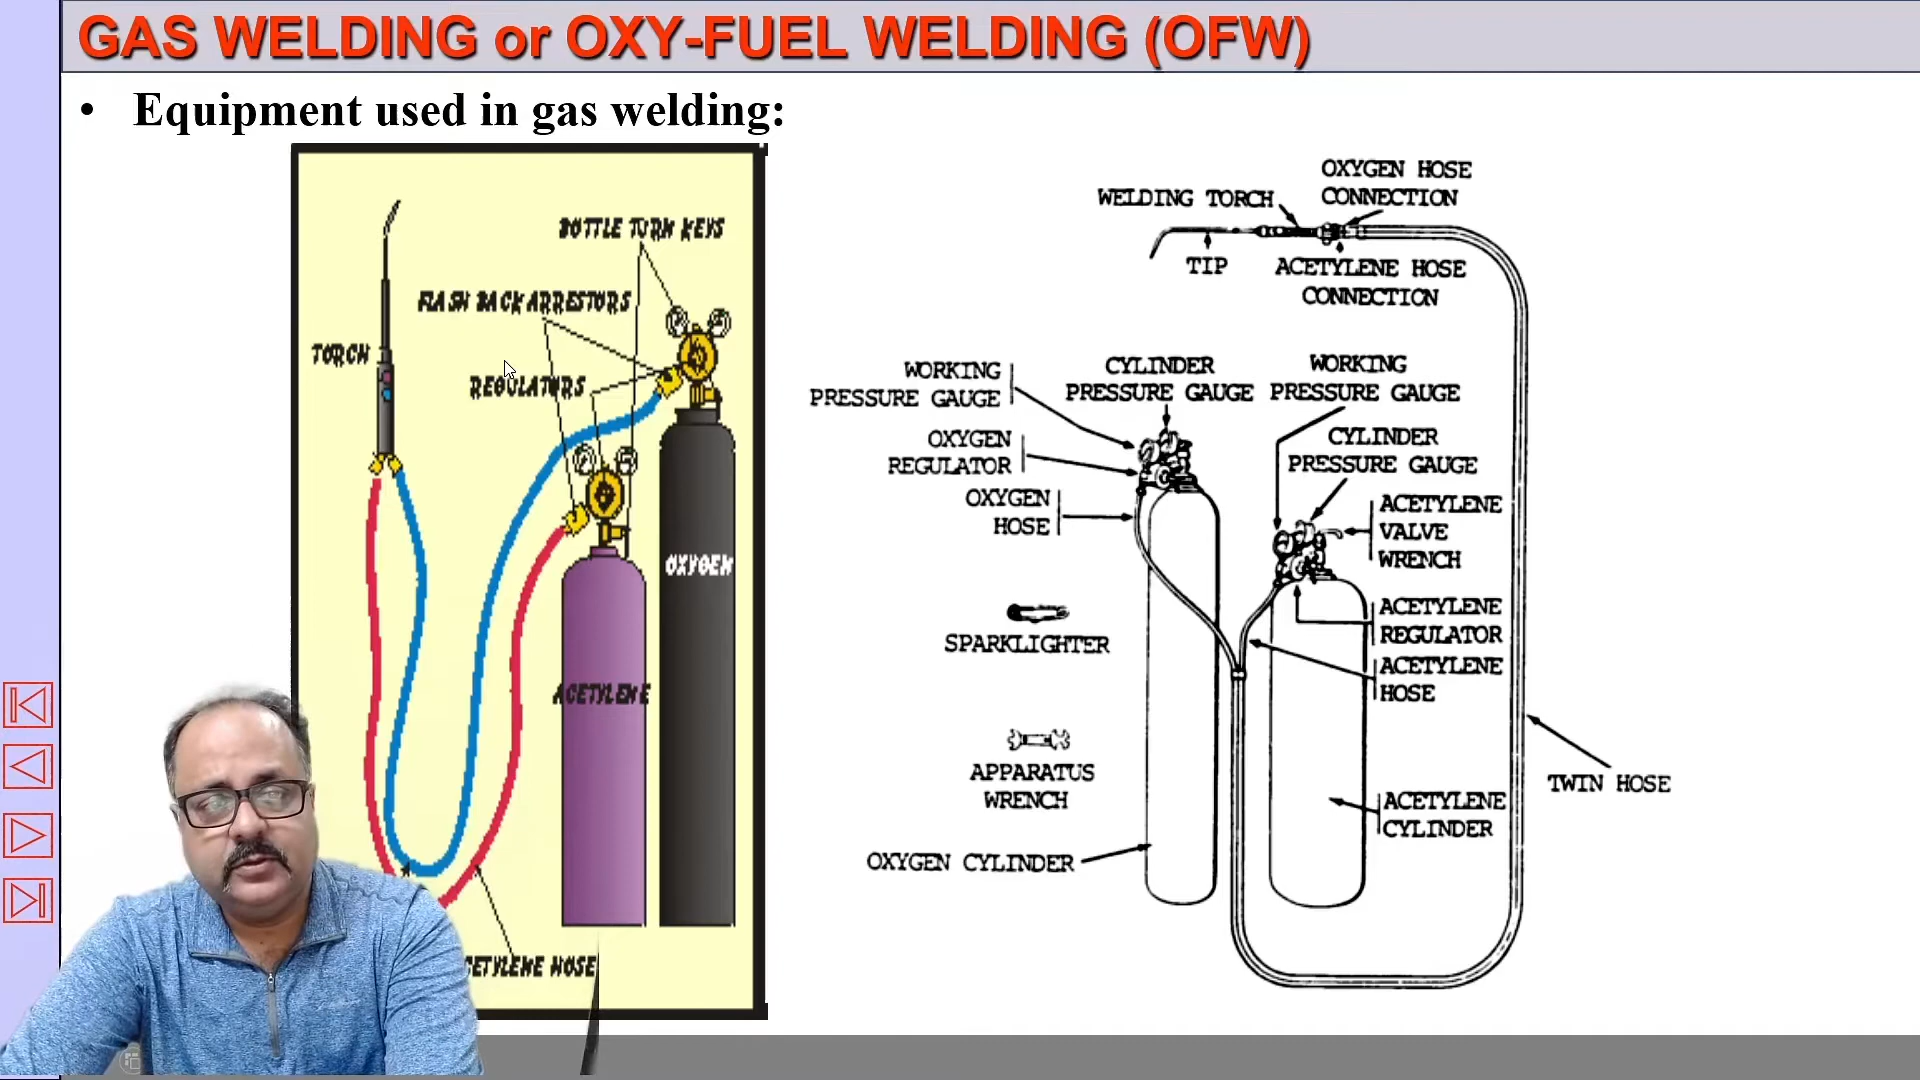 GAS WELDING or OXY-FUEL WELDING (OFW)
• Equipment used in gas welding:
BOTTLE TURN KEYS
FLASH BACK ARRESTORS
TORCH
REGULATORS
OXYGEN
ACETYLENE
HOSE
OXYGEN HOSE
CONNECTION
WELDING TORCH
TIP
ACETYLENE HOSE
CONNECTION
WORKING
PRESSURE GAUGE
CYLINDER
PRESSURE GAUGE
WORKING
PRESSURE GAUGE
OXYGEN
REGULATOR
CYLINDER
PRESSURE GAUGE
OXYGEN
HOSE
ACETYLENE
VALVE
WRENCH
SPARKLIGHTER
ACETYLENE
REGULATOR
ACETYLENE
HOSE
APPARATUS
WRENCH
TWIN HOSE
ACETYLENE
CYLINDER
OXYGEN CYLINDER